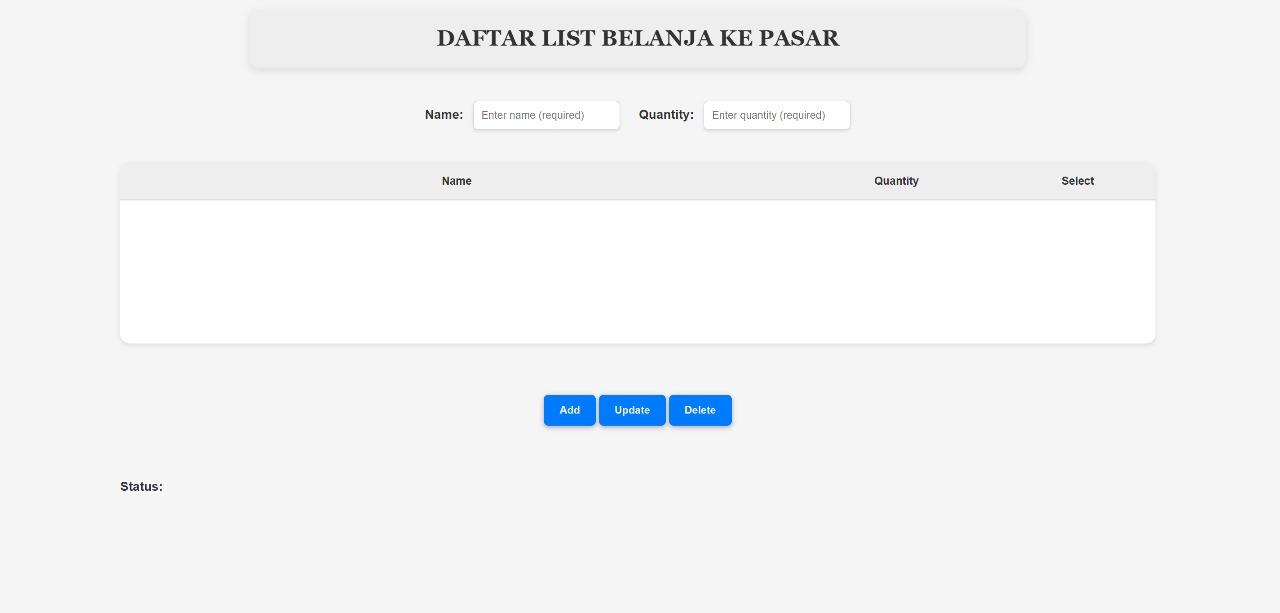 DAFTAR LIST BELANJA KE PASAR
Name: Enter name (required) Quantity: Enter quantity (required)
Name Quantity Select
Add Update Delete
Status: